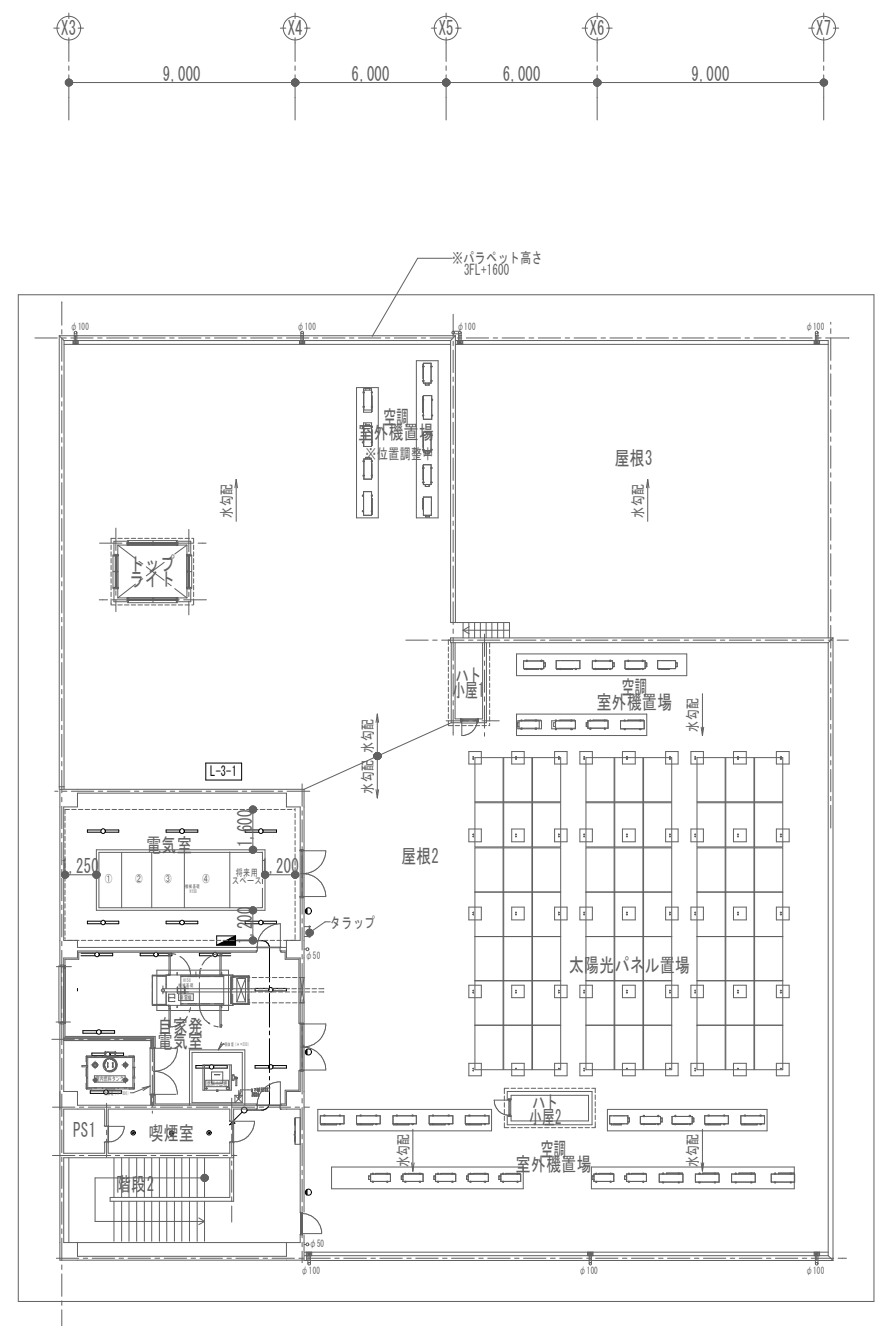 X3
X4
X5
X6
X7
9,000
6,000
6,000
9,000
※パラペット高さ
3FL+1600
φ100
φ100
φ100
φ100
空調
室外機置場
※位置調整中
屋根3
水勾配
水勾配
トップ
ライト
ハト
小屋1
空調
室外機置場
水勾配
水勾配
水勾配
L-3-1
1,600
電気室
屋根2
1,250
①
②
③
④
将来用
スペース
1,200
タラップ
φ50
太陽光パネル置場
自家発
電気室
PS1
喫煙室
ハト
小屋2
空調
室外機置場
水勾配
水勾配
階段2
φ50
φ100
φ100
φ100